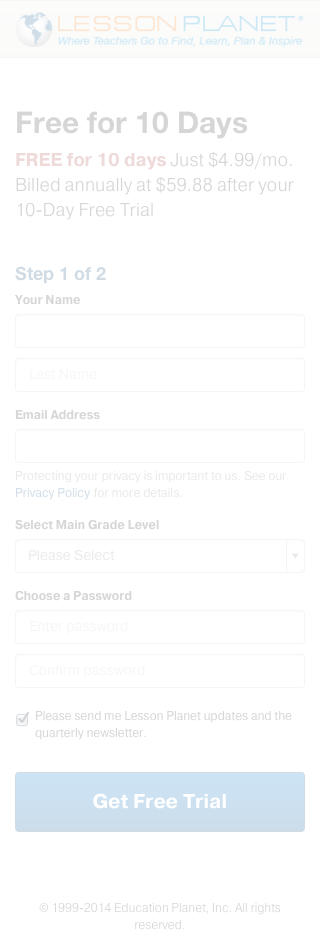 LESSON PLANET®
Where Teachers Go to Find, Learn, Plan & Inspire
Free for 10 Days
FREE for 10 days Just $4.99/mo.
Billed annually at $59.88 after your
10-Day Free Trial
Step 1 of 2
Your Name
Last Name
Email Address
Protecting your privacy is important to us. See our
Privacy Policy for more details.
Select Main Grade Level
Please Select
Choose a Password
Enter password
Confirm password
Please send me Lesson Planet updates and the
quarterly newsletter.
Get Free Trial
© 1999-2014 Education Planet, Inc. All rights
reserved.